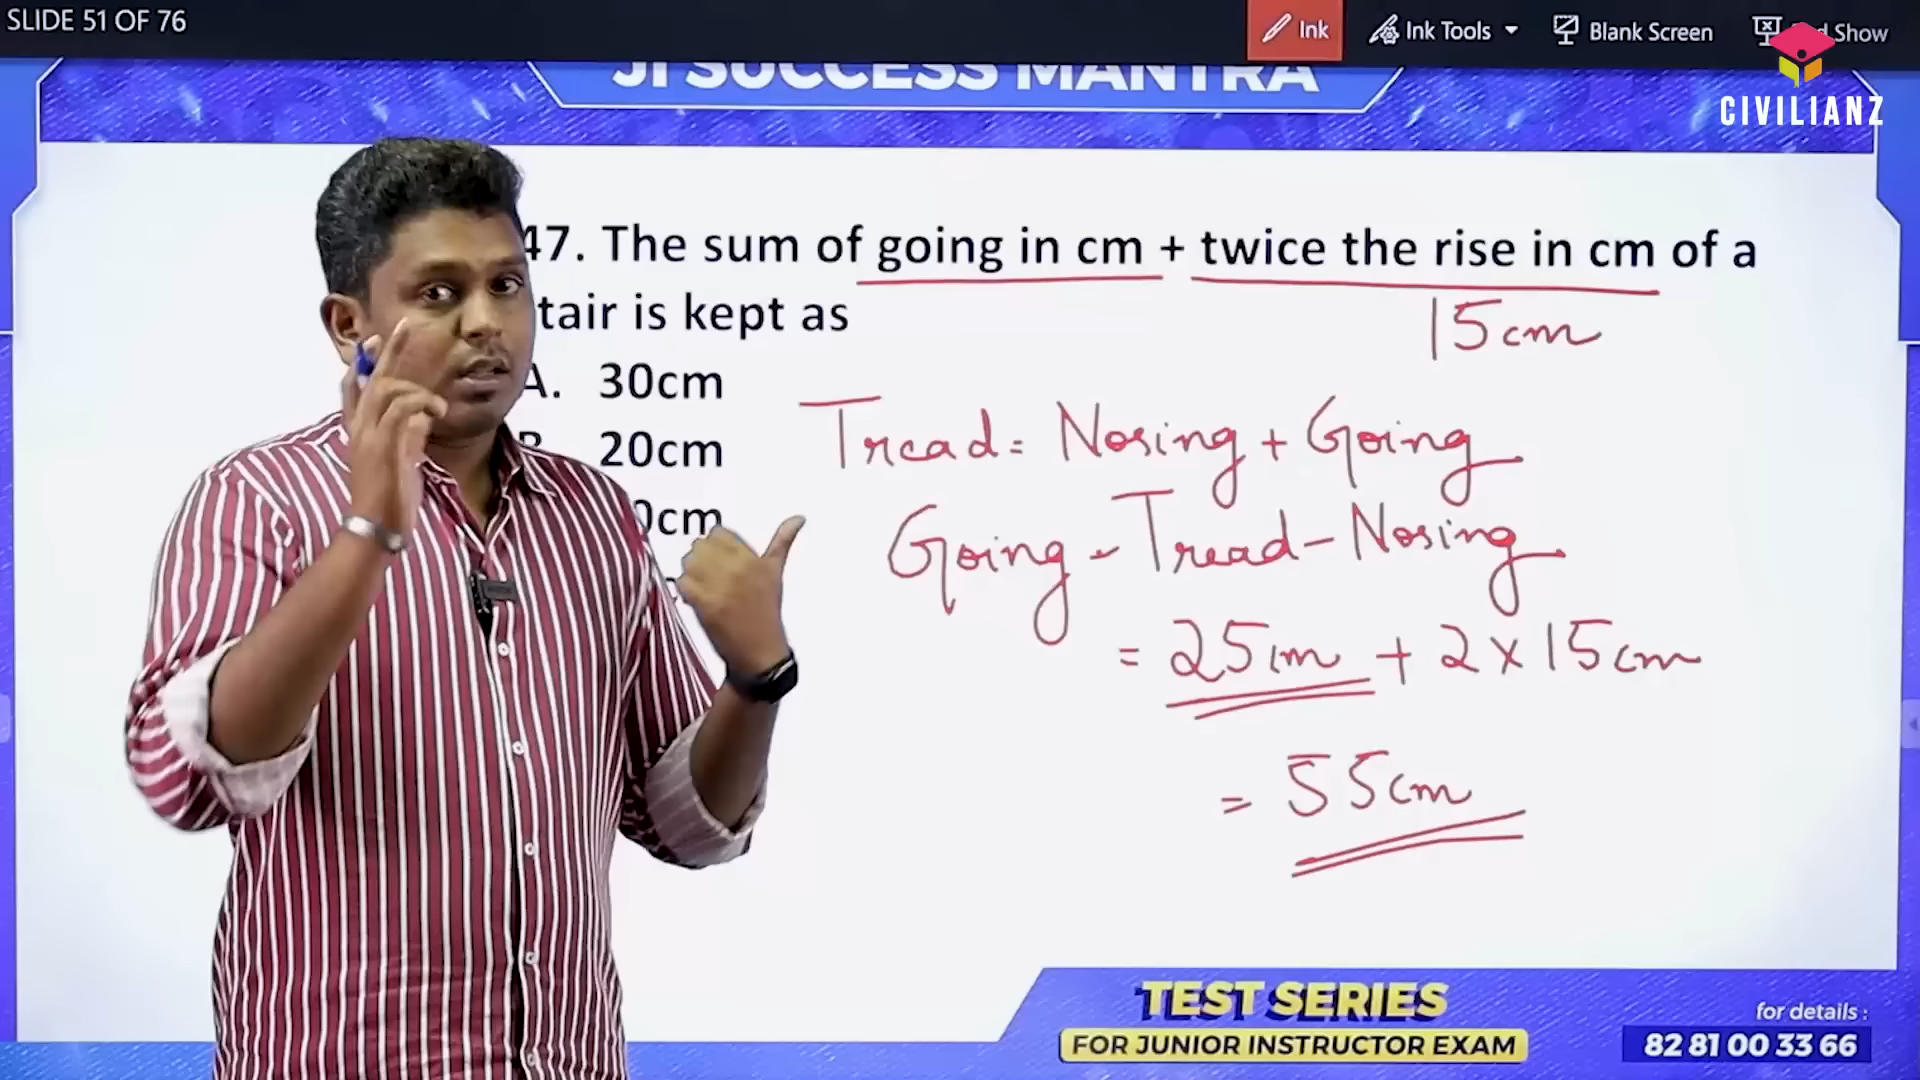 SLIDE 51 OF 76
Ink
Ink Tools
Blank Screen
Show
JI SUCCESS MANTRA
CIVILIANZ
47. The sum of going in cm + twice the rise in cm of a
tair is kept as
15cm
A. 30cm
B. 20cm
0cm
Tread = Nosing + Going
Going = Tread - Nosing
= 25cm + 2 x 15cm
= 55cm
TEST SERIES
FOR JUNIOR INSTRUCTOR EXAM
for details :
82 81 00 33 66